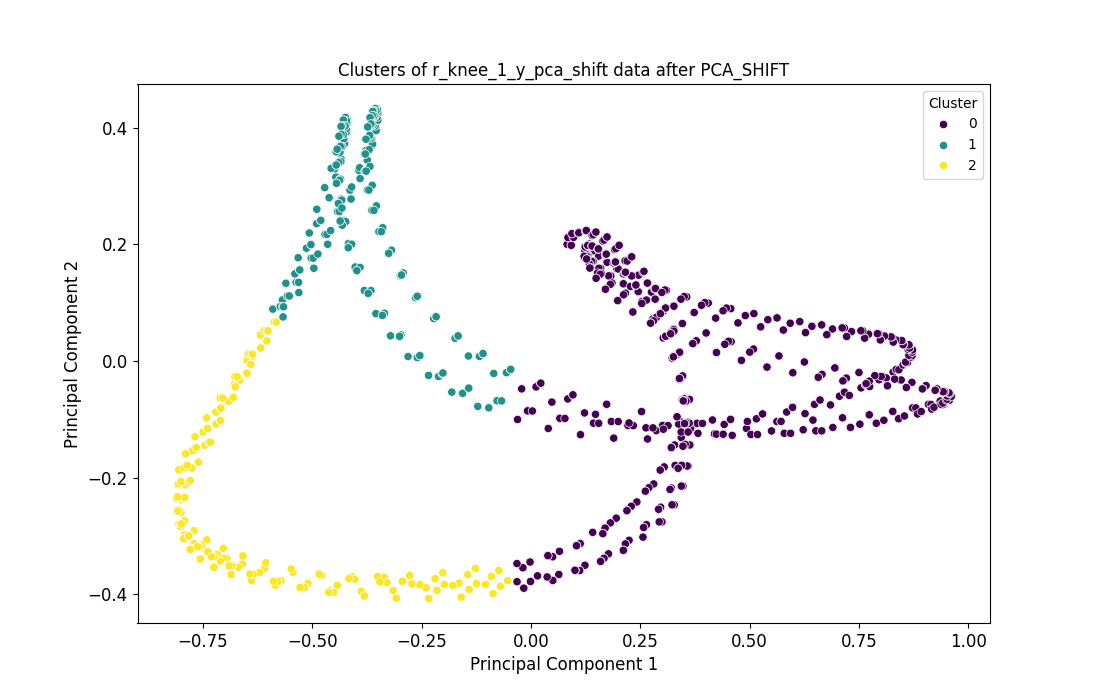 Clusters of r_knee_1_y_pca_shift data after PCA_SHIFT
Cluster
0
1
2
0.4
0.2
0.0
−0.2
−0.4
Principal Component 2
−0.75 −0.50 −0.25 0.00 0.25 0.50 0.75 1.00
Principal Component 1